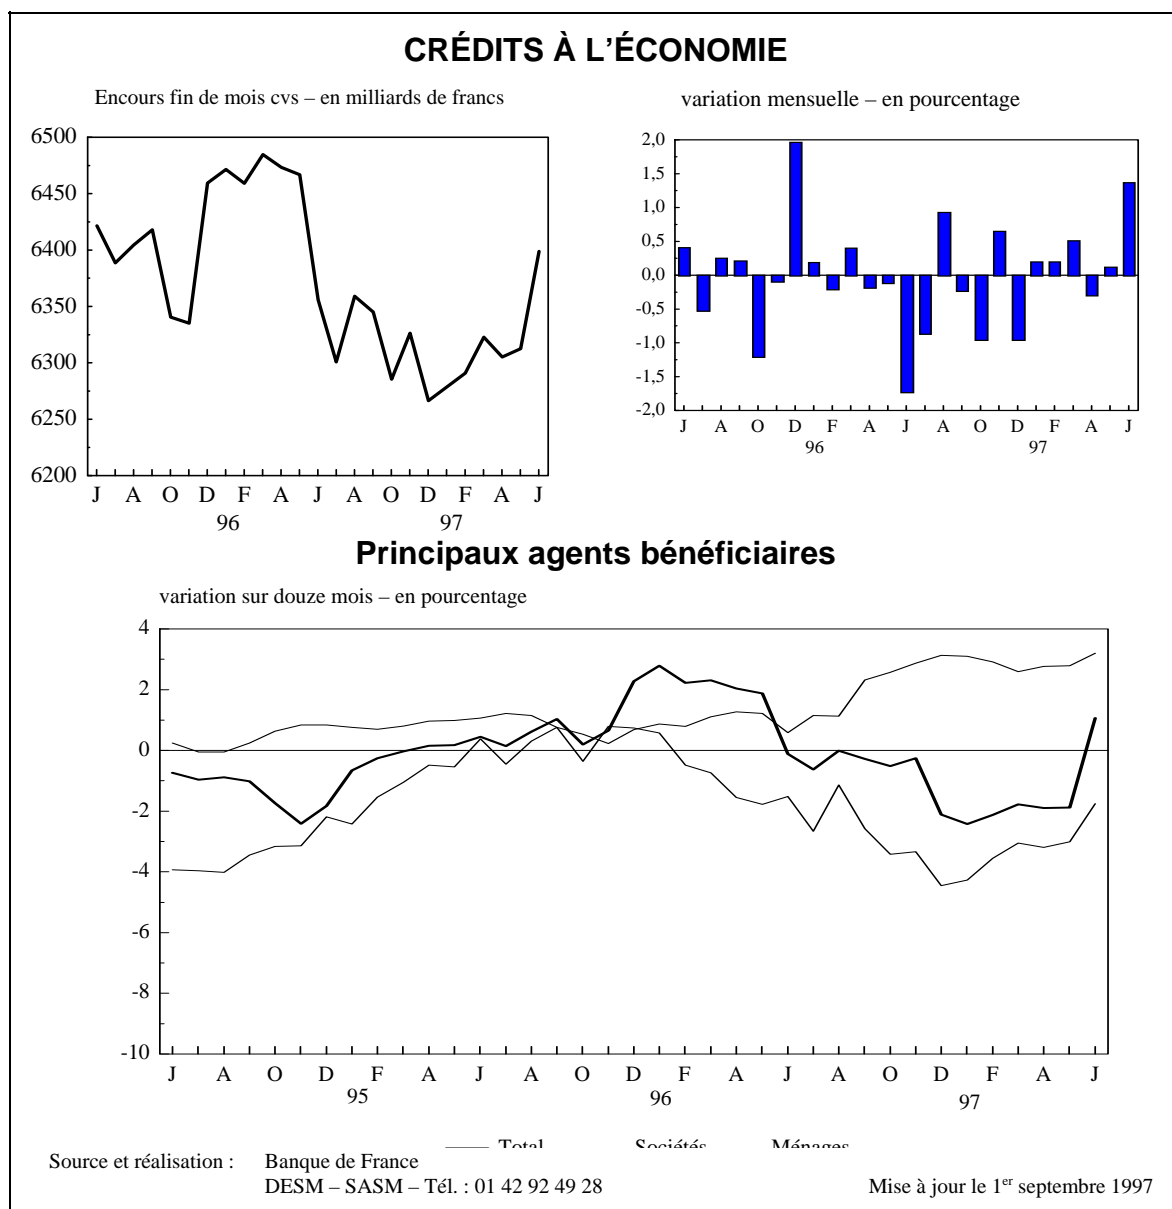 CRÉDITS À L’ÉCONOMIE
Encours fin de mois cvs – en milliards de francs
6500
6450
6400
6350
6300
6250
6200
J A O D F A J A O D F A J
96 97
variation mensuelle – en pourcentage
2,0
1,5
1,0
0,5
0,0
-0,5
-1,0
-1,5
-2,0
J A O D F A J A O D F A J
96 97
Principaux agents bénéficiaires
variation sur douze mois – en pourcentage
4
2
0
-2
-4
-6
-8
-10
J A O D F A J A O D F A J A O D F A J
95 96 97
Total Sociétés Ménages
Source et réalisation : Banque de France
DESM – SASM – Tél. : 01 42 92 49 28 Mise à jour le 1er septembre 1997